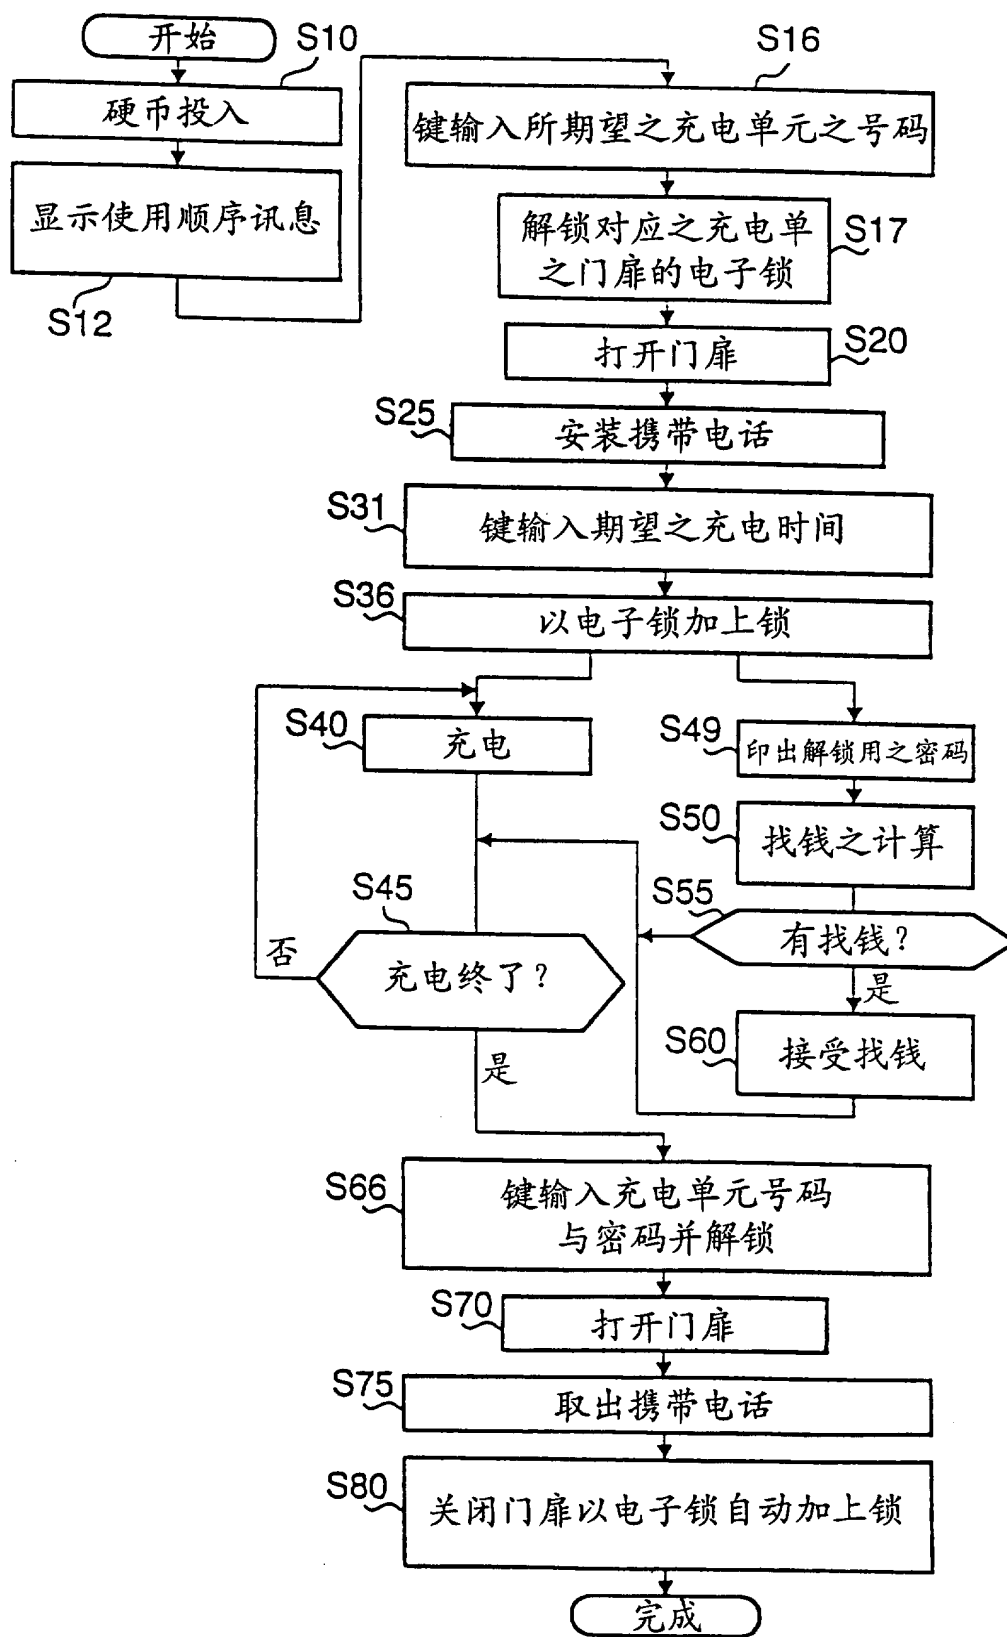 开始
S10
硬币投入
显示使用顺序讯息
S12
S16
键输入所期望之充电单元之号码
S17
解锁对应之充电单
之门扉的电子锁
S20
打开门扉
S25
安装携带电话
S31
键输入期望之充电时间
S36
以电子锁加上锁
S40
充电
S49
印出解锁用之密码
S50
找钱之计算
S55
有找钱?
是
S60
接受找钱
S45
充电终了?
否
是
S66
键输入充电单元号码
与密码并解锁
S70
打开门扉
S75
取出携带电话
S80
关闭门扉以电子锁自动加上锁
完成